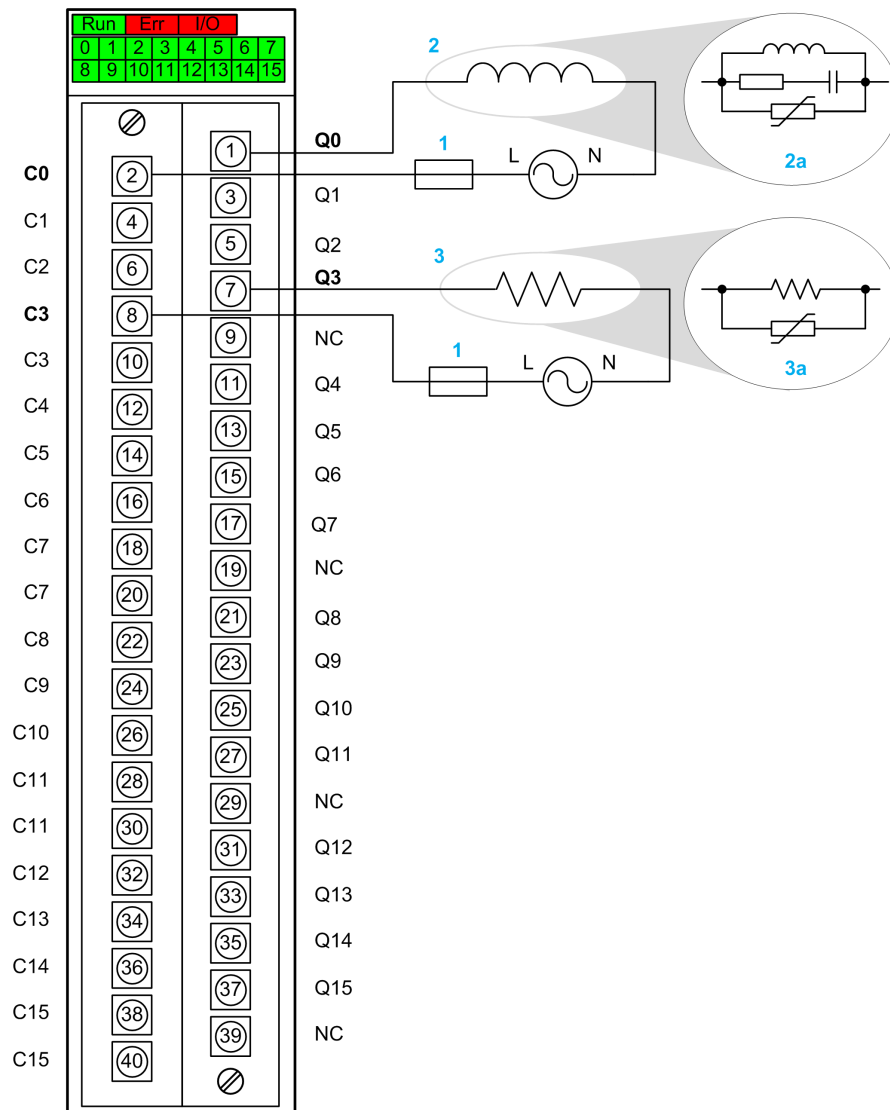 Run Err I/O
0 1 2 3 4 5 6 7
8 9 10 11 12 13 14 15
2
2a
1 Q0
1
L N
C0 2
3 Q1
C1 4
5 Q2
C2 6
7 Q3
3
3a
C3 8
9 NC
1
L N
C3 10
11 Q4
C4 12
13 Q5
C5 14
15 Q6
C6 16
17 Q7
C7 18
19 NC
C7 20
21 Q8
C8 22
23 Q9
C9 24
25 Q10
C10 26
27 Q11
C11 28
29 NC
C11 30
31 Q12
C12 32
33 Q13
C13 34
35 Q14
C14 36
37 Q15
C15 38
39 NC
C15 40